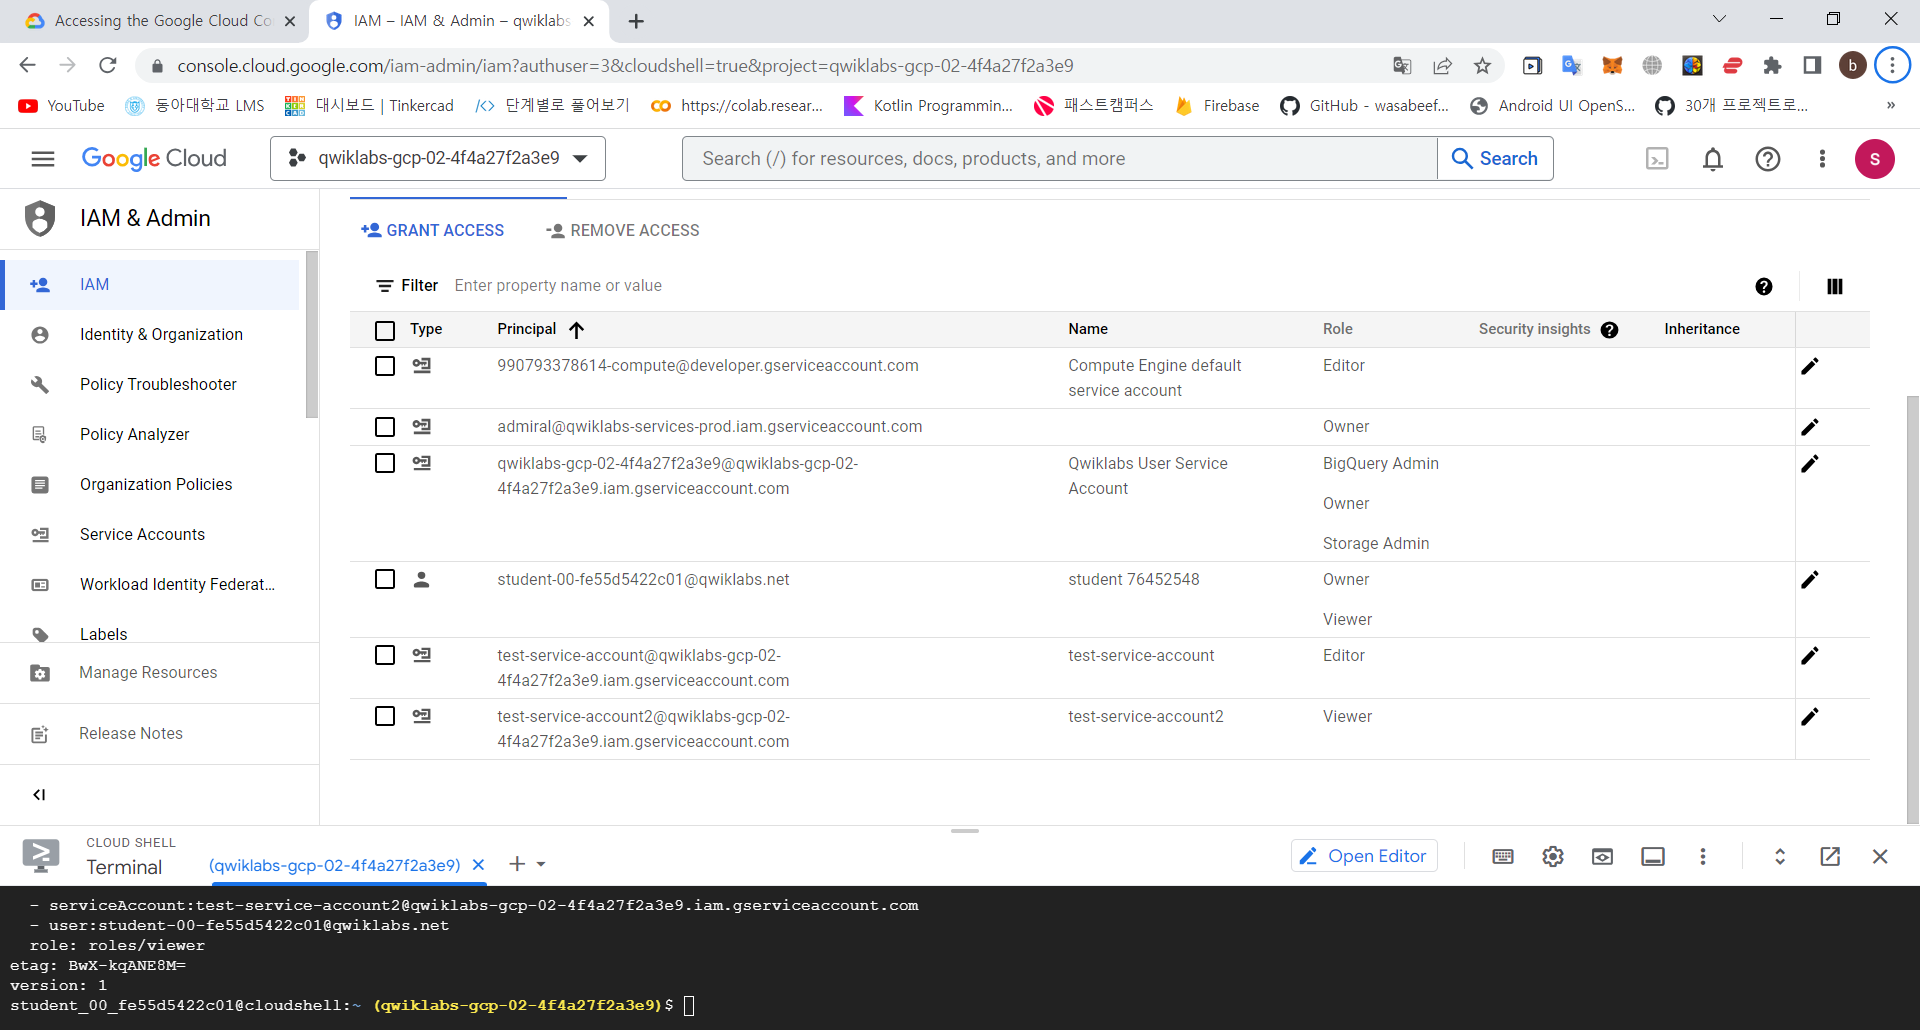 Accessing the Google Cloud Co
IAM – IAM & Admin – qwiklabs
console.cloud.google.com/iam-admin/iam?authuser=3&cloudshell=true&project=qwiklabs-gcp-02-4f4a27f2a3e9
b
YouTube
동아대학교 LMS
대시보드 | Tinkercad
단계별로 풀어보기
https://colab.resear...
Kotlin Programmin...
패스트캠퍼스
Firebase
GitHub - wasabeef...
Android UI OpenS...
30개 프로젝트로...
»
Google Cloud
qwiklabs-gcp-02-4f4a27f2a3e9
Search (/) for resources, docs, products, and more
Search
S
IAM & Admin
IAM
Identity & Organization
Policy Troubleshooter
Policy Analyzer
Organization Policies
Service Accounts
Workload Identity Federat...
Labels
Manage Resources
Release Notes
GRANT ACCESS
REMOVE ACCESS
Filter Enter property name or value
Type Principal Name Role Security insights Inheritance
990793378614-compute@developer.gserviceaccount.com
Compute Engine default
service account
Editor
admiral@qwiklabs-services-prod.iam.gserviceaccount.com
Owner
qwiklabs-gcp-02-4f4a27f2a3e9@qwiklabs-gcp-02-
4f4a27f2a3e9.iam.gserviceaccount.com
Qwiklabs User Service
Account
BigQuery Admin
Owner
Storage Admin
student-00-fe55d5422c01@qwiklabs.net
student 76452548
Owner
Viewer
test-service-account@qwiklabs-gcp-02-
4f4a27f2a3e9.iam.gserviceaccount.com
test-service-account
Editor
test-service-account2@qwiklabs-gcp-02-
4f4a27f2a3e9.iam.gserviceaccount.com
test-service-account2
Viewer
CLOUD SHELL
Terminal
(qwiklabs-gcp-02-4f4a27f2a3e9)
Open Editor
- serviceAccount:test-service-account2@qwiklabs-gcp-02-4f4a27f2a3e9.iam.gserviceaccount.com
- user:student-00-fe55d5422c01@qwiklabs.net
role: roles/viewer
etag: BwX-kqANE8M=
version: 1
student_00_fe55d5422c01@cloudshell:~ (qwiklabs-gcp-02-4f4a27f2a3e9)$